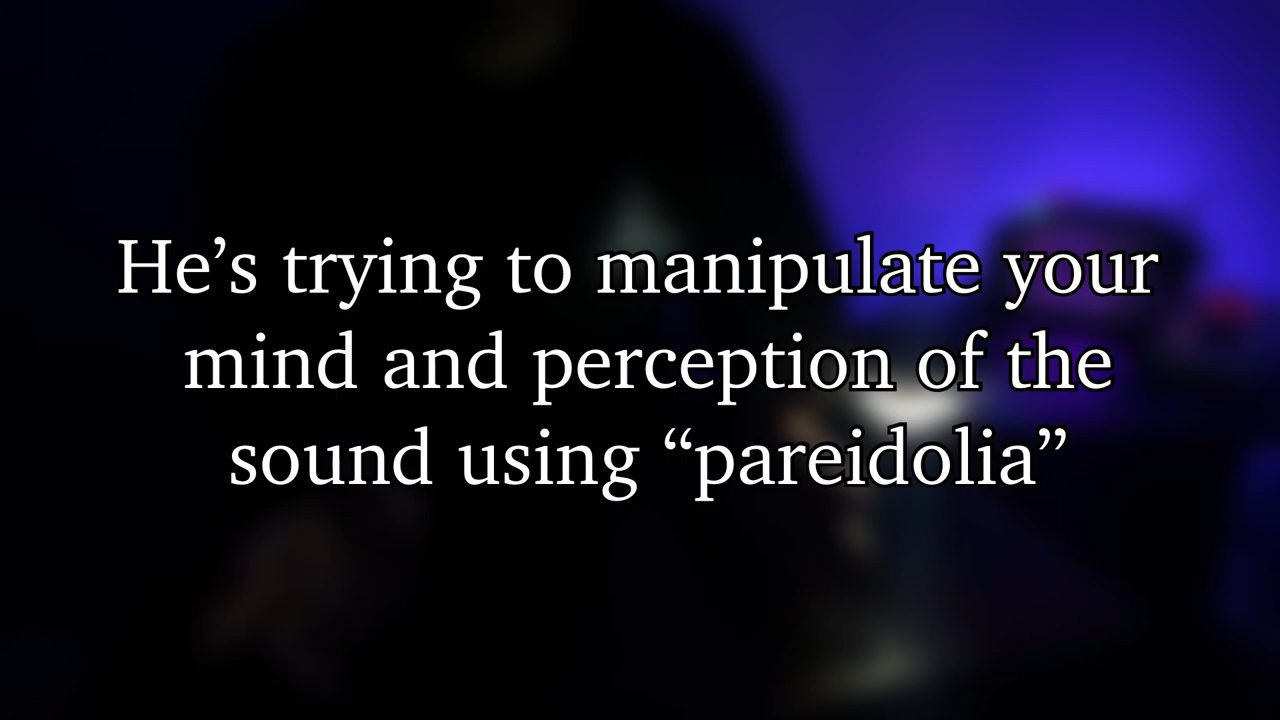 He’s trying to manipulate your
mind and perception of the
sound using “pareidolia”